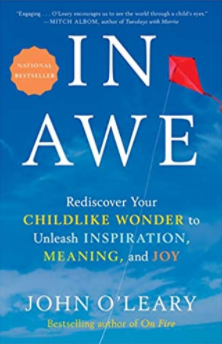 "Engaging . . . O'Leary encourages us to see the world through a child's eyes."
—MITCH ALBOM, author of Tuesdays with Morrie
IN
NATIONAL
BESTSELLER
AWE
Rediscover Your
CHILDLIKE WONDER to
Unleash INSPIRATION,
MEANING, and JOY
JOHN O'LEARY
Bestselling author of On Fire